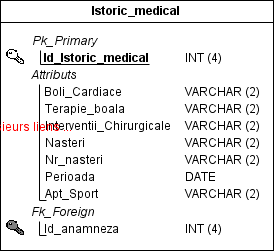 Istoric_medical
Pk_Primary
Id_Istoric_medical INT (4)
Attributs
Boli_Cardiace VARCHAR (2)
Terapie_boala VARCHAR (2)
ieurs liens... Interventii_Chirurgicale VARCHAR (2)
Nasteri VARCHAR (2)
Nr_nasteri VARCHAR (2)
Perioada DATE
Apt_Sport VARCHAR (2)
Fk_Foreign
Id_anamneza INT (4)